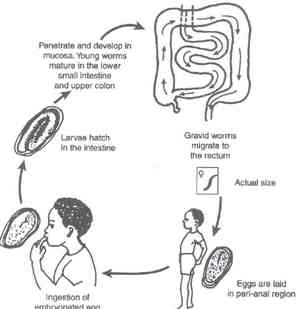 Penetrate and develop in
mucosa. Young worms
mature in the lower
small intestine
and upper colon
Larvae hatch
in the intestine
Gravid worms
migrate to
the rectum
♀
Actual size
Eggs are laid
in peri-anal region
Ingestion of
embryonated egg